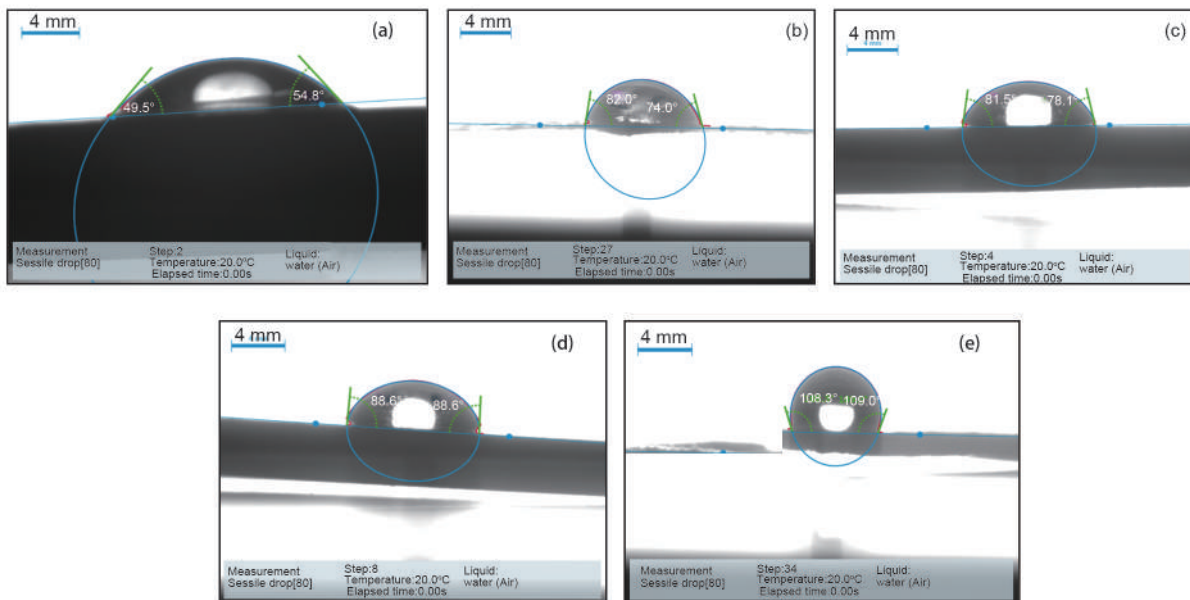 4 mm
(a)
49.5°
54.8°
Measurement
Sessile drop[80]
Step:2
Temperature:20.0°C
Elapsed time:0.00s
Liquid:
water (Air)
4 mm
(b)
82.0°
74.0°
Measurement
Sessile drop[80]
Step:27
Temperature:20.0°C
Elapsed time:0.00s
Liquid:
water (Air)
4 mm
(c)
81.5°
78.1°
Measurement
Sessile drop[80]
Step:4
Temperature:20.0°C
Elapsed time:0.00s
Liquid:
water (Air)
4 mm
(d)
88.6°
88.6°
Measurement
Sessile drop[80]
Step:8
Temperature:20.0°C
Elapsed time:0.00s
Liquid:
water (Air)
4 mm
(e)
108.3°
109.0°
Measurement
Sessile drop[80]
Step:34
Temperature:20.0°C
Elapsed time:0.00s
Liquid:
water (Air)